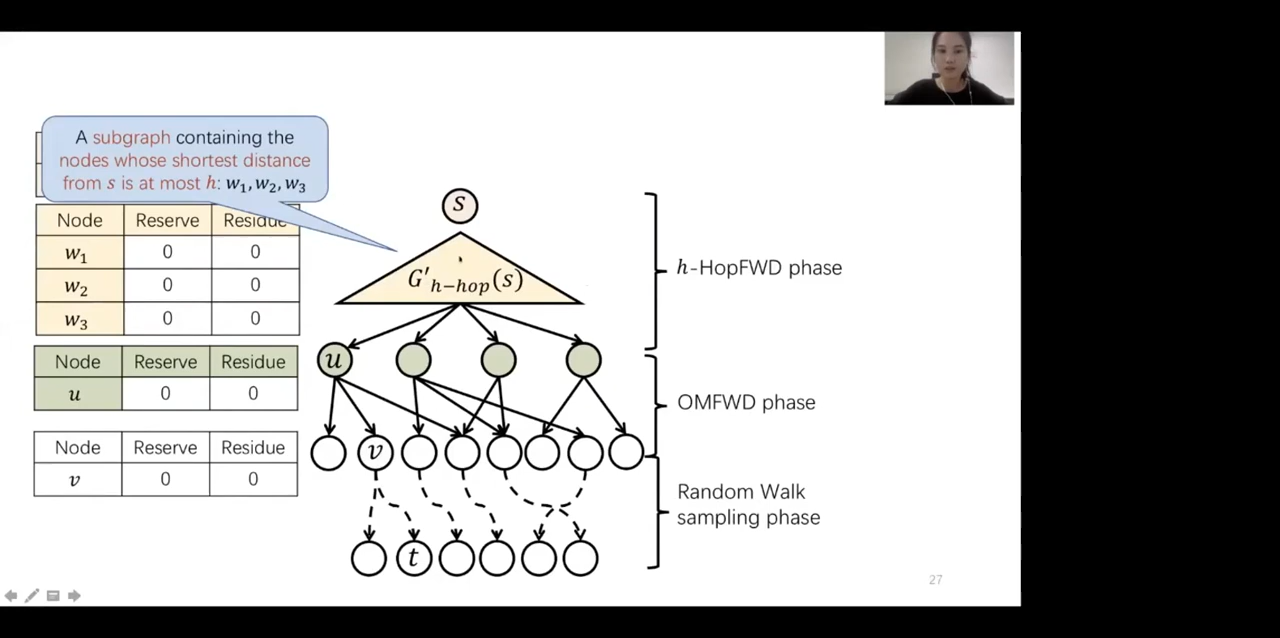 A subgraph containing the
nodes whose shortest distance
from s is at most h: w₁, w₂, w₃
Node Reserve Residue
w₁ 0 0
w₂ 0 0
w₃ 0 0
Node Reserve Residue
u 0 0
Node Reserve Residue
v 0 0
s
G'ₕ₋ₕₒₚ(s)
u
v
t
h-HopFWD phase
OMFWD phase
Random Walk
sampling phase
27